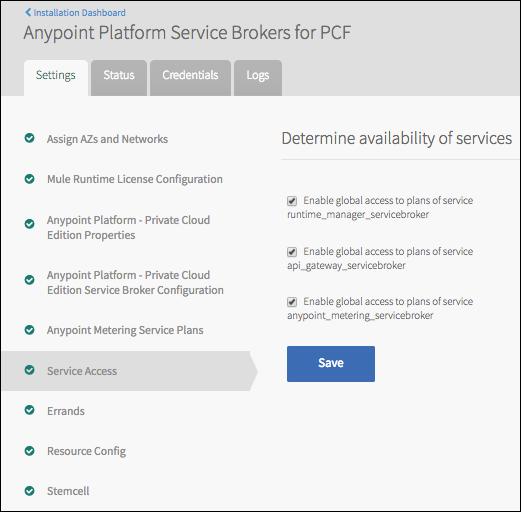 Installation Dashboard
Anypoint Platform Service Brokers for PCF
Settings
Status
Credentials
Logs
Assign AZs and Networks
Mule Runtime License Configuration
Anypoint Platform - Private Cloud
Edition Properties
Anypoint Platform - Private Cloud
Edition Service Broker Configuration
Anypoint Metering Service Plans
Service Access
Errands
Resource Config
Stemcell
Determine availability of services
Enable global access to plans of service
runtime_manager_servicebroker
Enable global access to plans of service
api_gateway_servicebroker
Enable global access to plans of service
anypoint_metering_servicebroker
Save